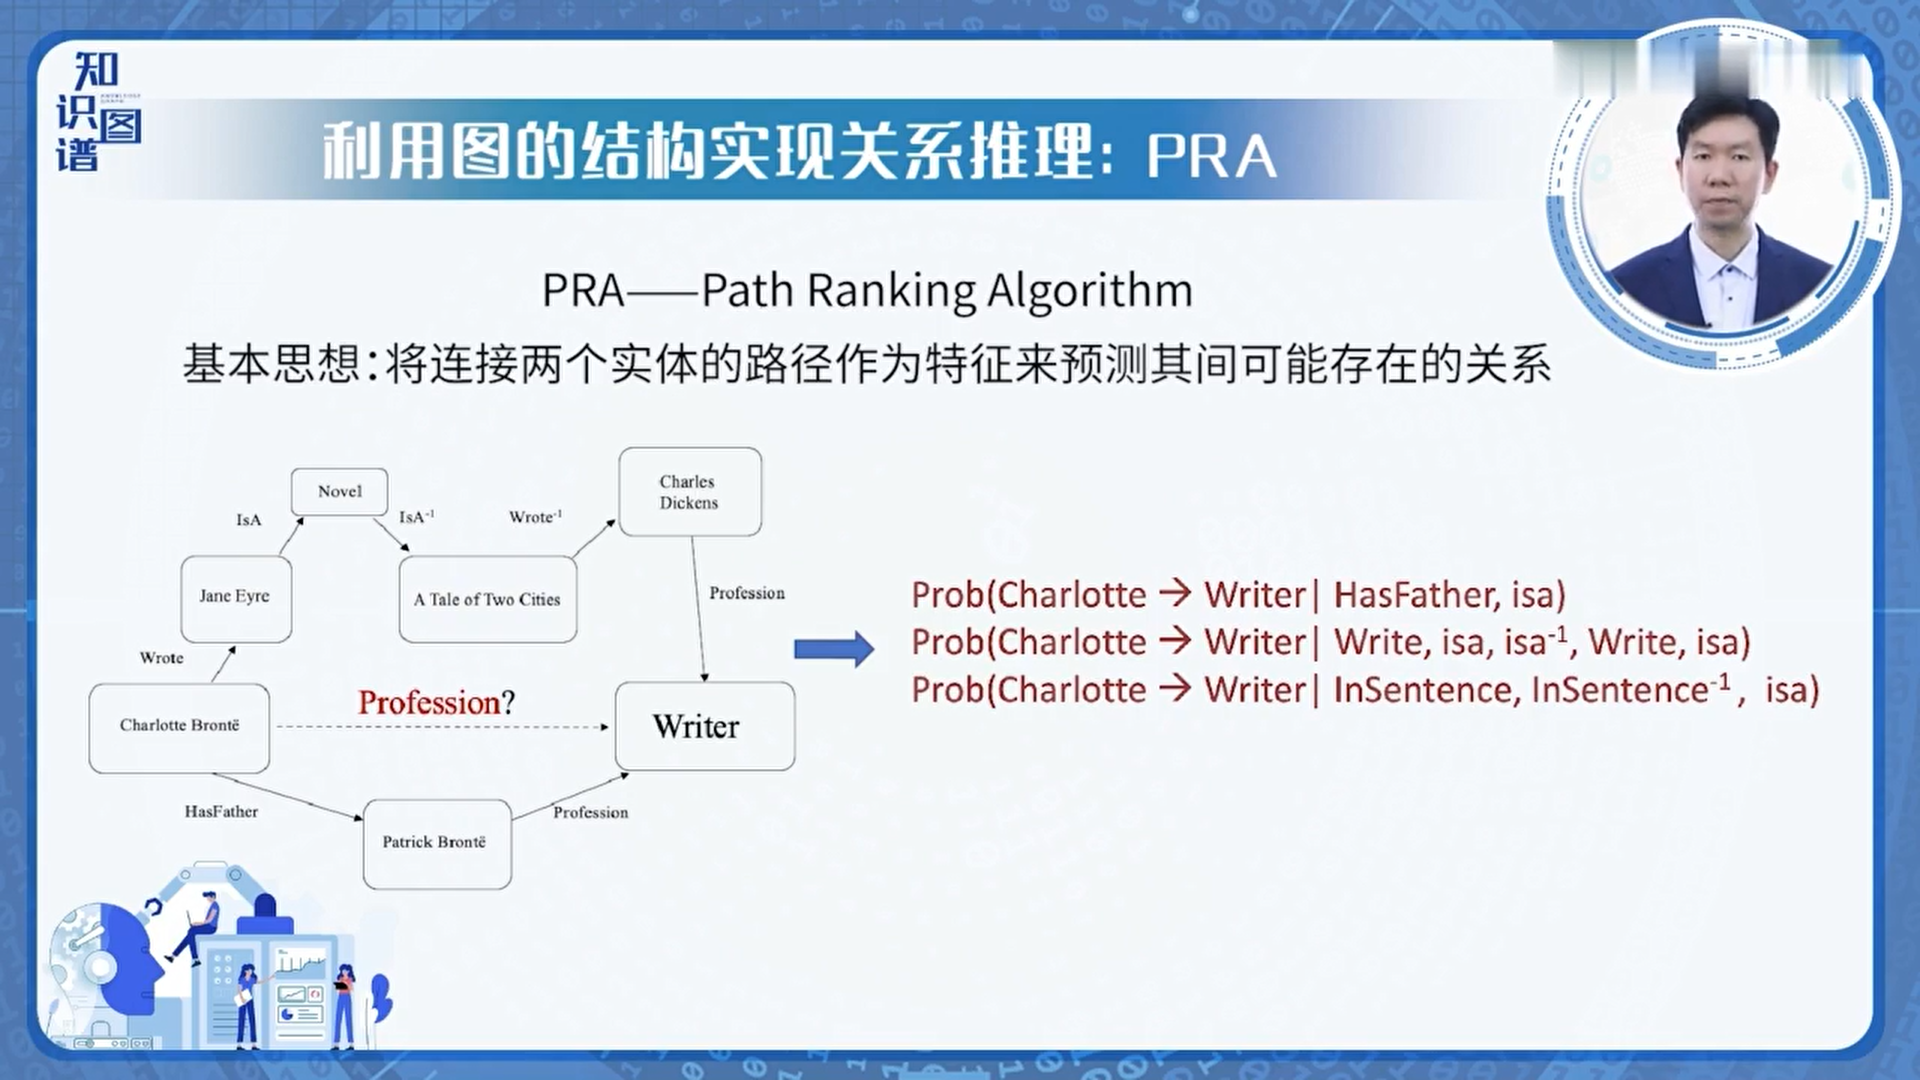 知识图谱
利用图的结构实现关系推理：PRA
PRA——Path Ranking Algorithm
基本思想：将连接两个实体的路径作为特征来预测其间可能存在的关系
Charles
Dickens
Novel
IsA
IsA⁻¹
Wrote⁻¹
Jane Eyre
A Tale of Two Cities
Profession
Wrote
Profession?
Charlotte Brontë
Writer
HasFather
Profession
Patrick Brontë
Prob(Charlotte → Writer| HasFather, isa)
Prob(Charlotte → Writer| Write, isa, isa⁻¹, Write, isa)
Prob(Charlotte → Writer| InSentence, InSentence⁻¹ , isa)